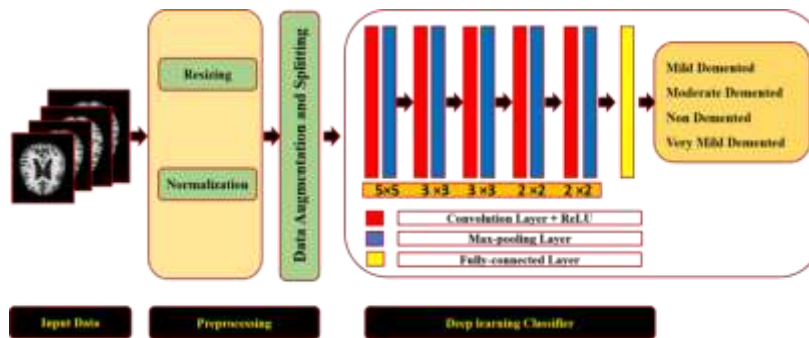 Resizing
Normalization
Data Augmentation and Splitting
5×5 3×3 3×3 2×2 2×2
Convolution Layer + ReLU
Max-pooling Layer
Fully-connected Layer
Mild Demented
Moderate Demented
Non Demented
Very Mild Demented
Input Data
Preprocessing
Deep learning Classifier